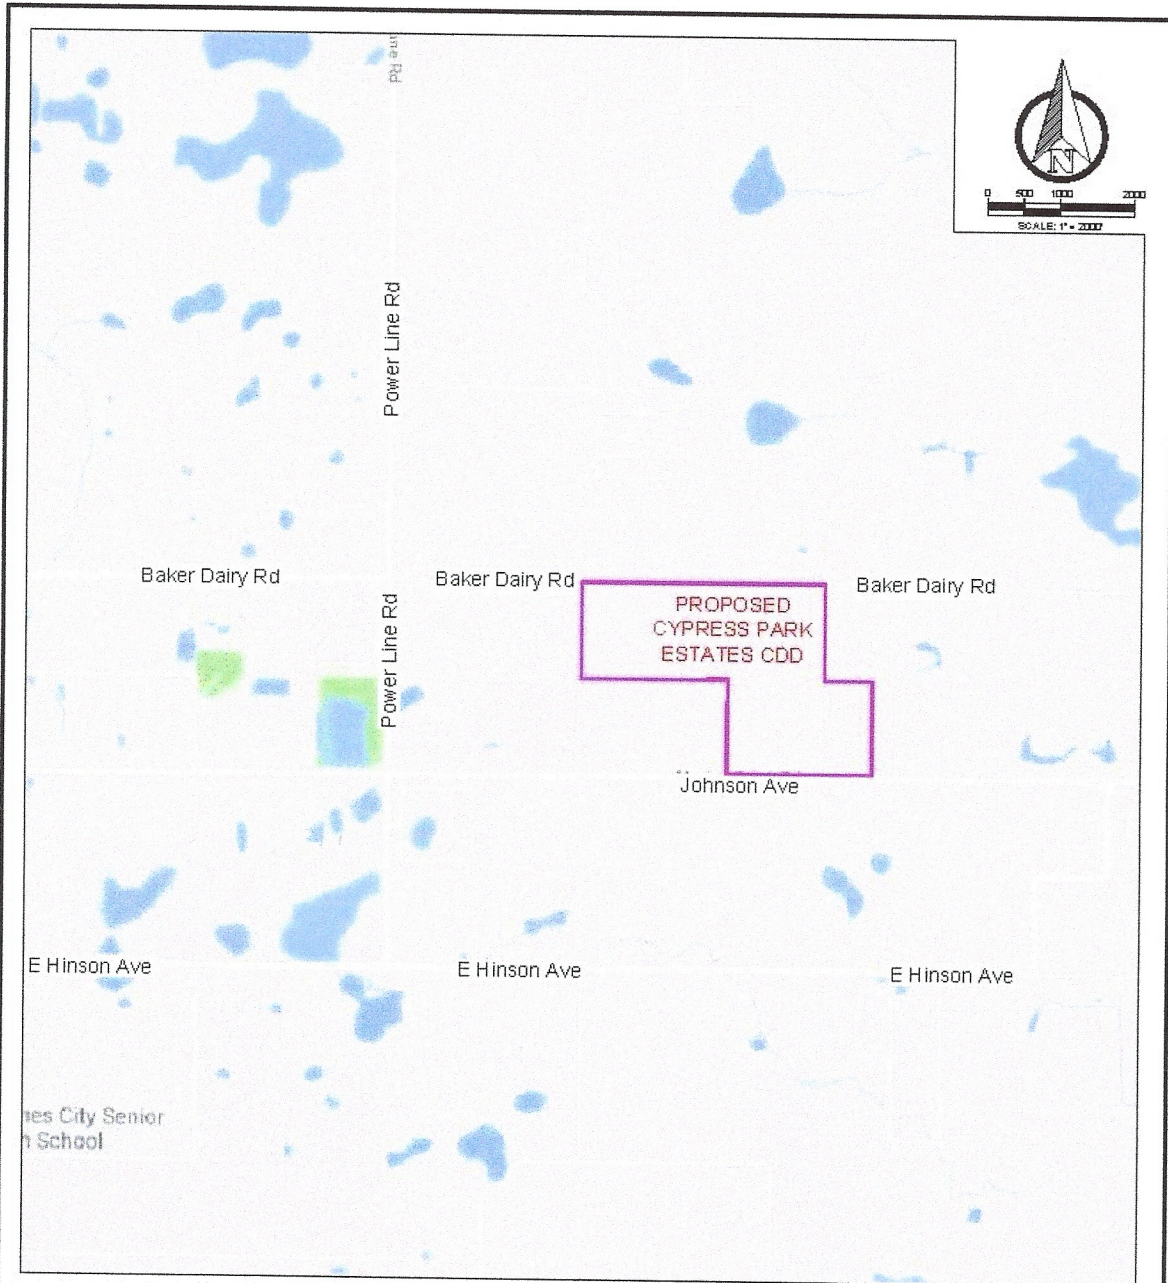 N
0 500 1000 2000
SCALE: 1" = 2000'
Power Line Rd
Baker Dairy Rd
Baker Dairy Rd
Baker Dairy Rd
PROPOSED
CYPRESS PARK
ESTATES CDD
Power Line Rd
Johnson Ave
E Hinson Ave
E Hinson Ave
E Hinson Ave
nes City Senior
School